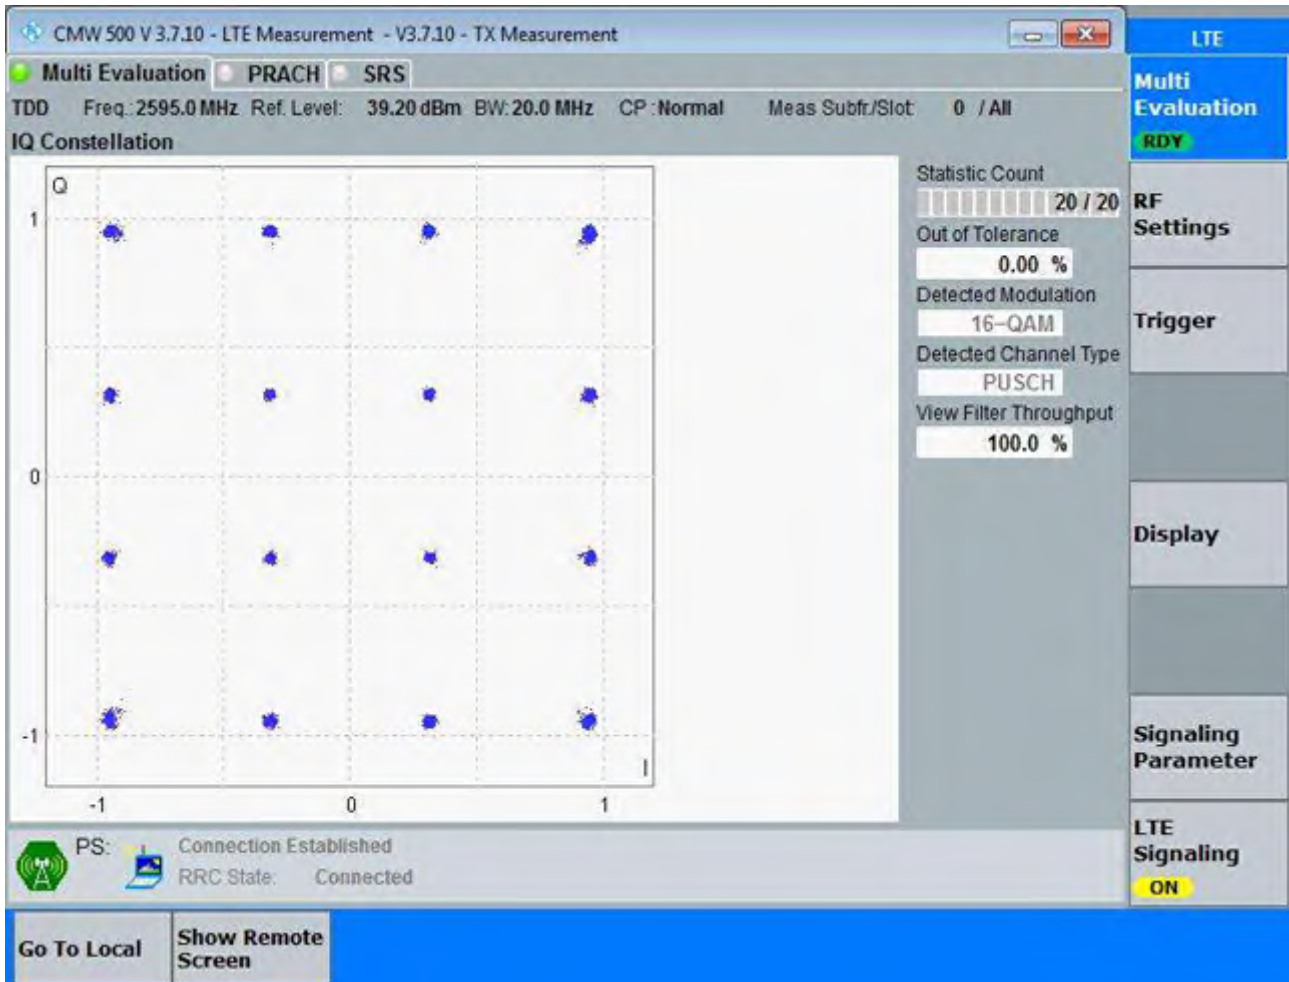 CMW 500 V 3.7.10 - LTE Measurement - V3.7.10 - TX Measurement
LTE
Multi Evaluation PRACH SRS
Multi
Evaluation
RDY
TDD Freq.: 2595.0 MHz Ref. Level: 39.20 dBm BW: 20.0 MHz CP : Normal Meas Subfr./Slot: 0 / All
IQ Constellation
Q
1
0
-1
-1 0 1
I
Statistic Count
20 / 20
Out of Tolerance
0.00 %
Detected Modulation
16-QAM
Detected Channel Type
PUSCH
View Filter Throughput
100.0 %
RF
Settings
Trigger
Display
Signaling
Parameter
LTE
Signaling
ON
PS: Connection Established
RRC State: Connected
Go To Local
Show Remote
Screen